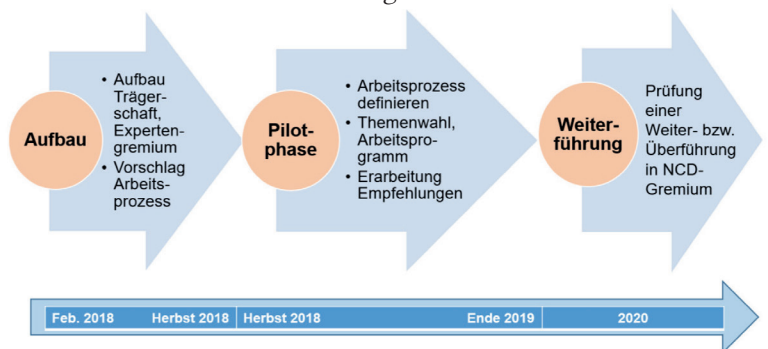 Aufbau
• Aufbau
Träger-
schaft,
Experten-
gremium
• Vorschlag
Arbeits-
prozess
Pilot-
phase
• Arbeitsprozess
definieren
• Themenwahl,
Arbeitspro-
gramm
• Erarbeitung
Empfehlungen
Weiter-
führung
Prüfung
einer
Weiter- bzw.
Überführung
in NCD-
Gremium
Feb. 2018 Herbst 2018 Herbst 2018 Ende 2019 2020